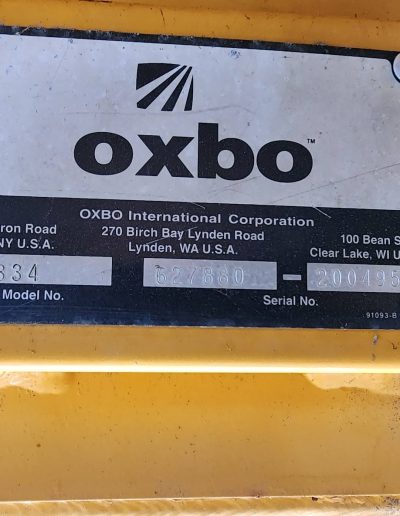 oxbo™
OXBO International Corporation
ron Road
NY U.S.A.
270 Birch Bay Lynden Road
Lynden, WA U.S.A.
100 Bean S
Clear Lake, WI U
334 627880 - 200495
Model No. Serial No.
91093-B